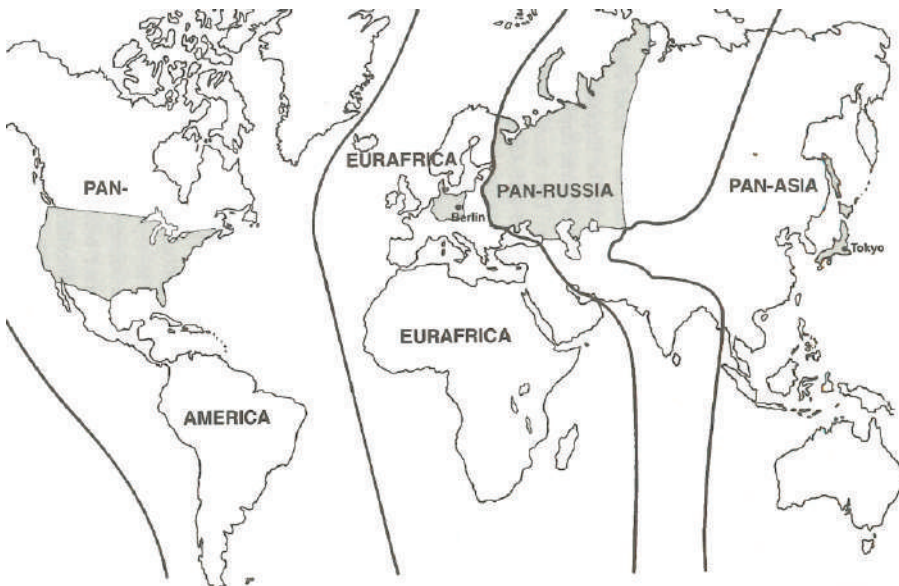 EURAFRICA
PAN-
PAN-RUSSIA
PAN-ASIA
Berlin
Tokyo
EURAFRICA
AMERICA